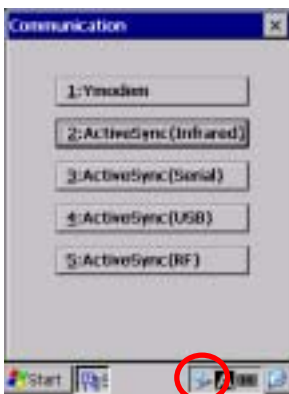 Communication
1:Ymodem
2:ActiveSync(Infrared)
3:ActiveSync(Serial)
4:ActiveSync(USB)
5:ActiveSync(RF)
Start